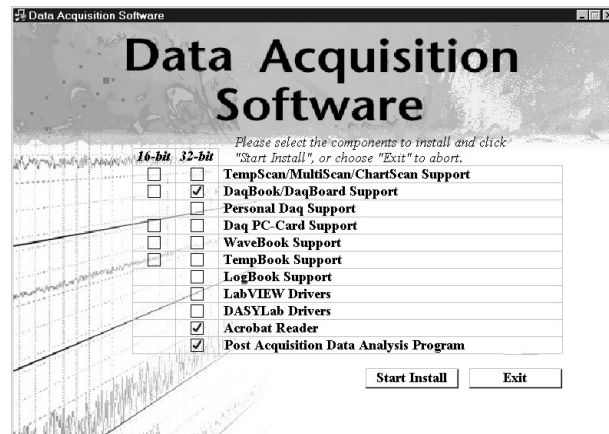 Data Acquisition Software
Data Acquisition
Software
Please select the components to install and click
"Start Install", or choose "Exit" to abort.
16-bit 32-bit
TempScan/MultiScan/ChartScan Support
DaqBook/DaqBoard Support
Personal Daq Support
Daq PC-Card Support
WaveBook Support
TempBook Support
LogBook Support
LabVIEW Drivers
DASYLab Drivers
Acrobat Reader
Post Acquisition Data Analysis Program
Start Install Exit